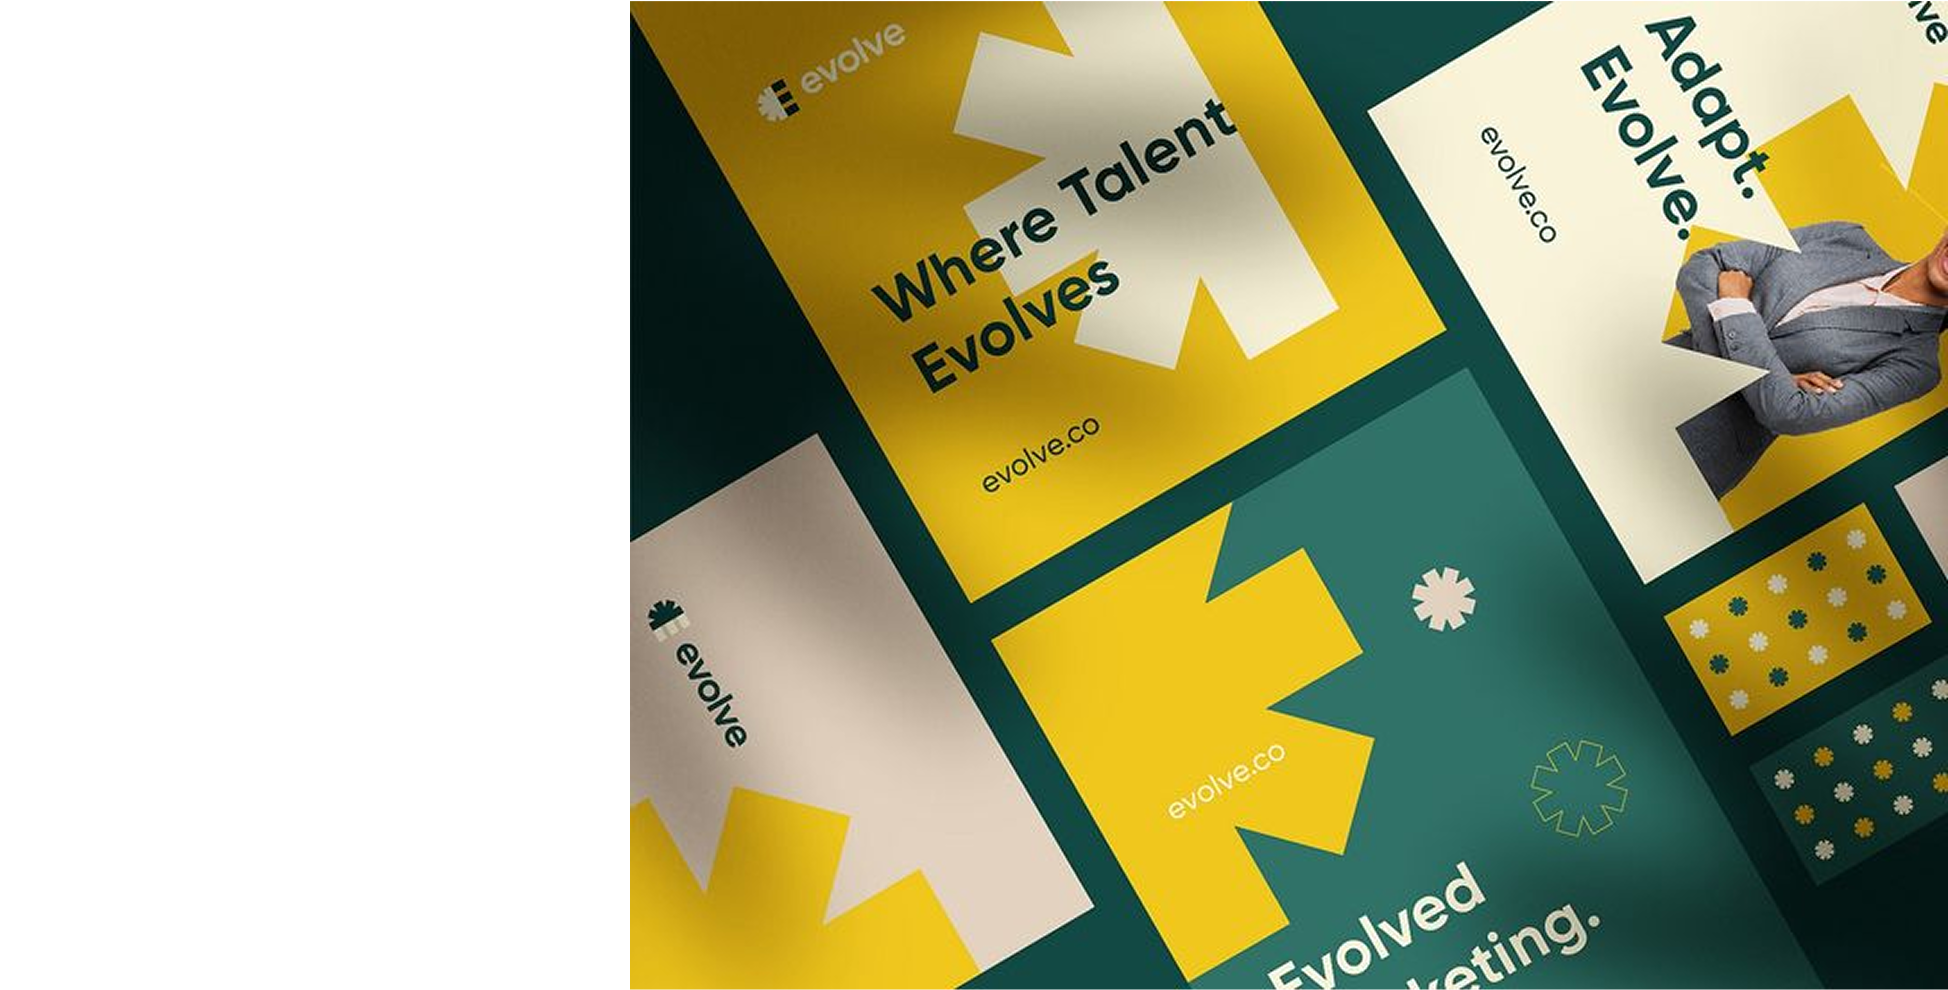 evolve
Where Talent
Evolves
evolve.co
Adapt.
Evolve.
evolve.co
evolve
evolve.co
Evolved